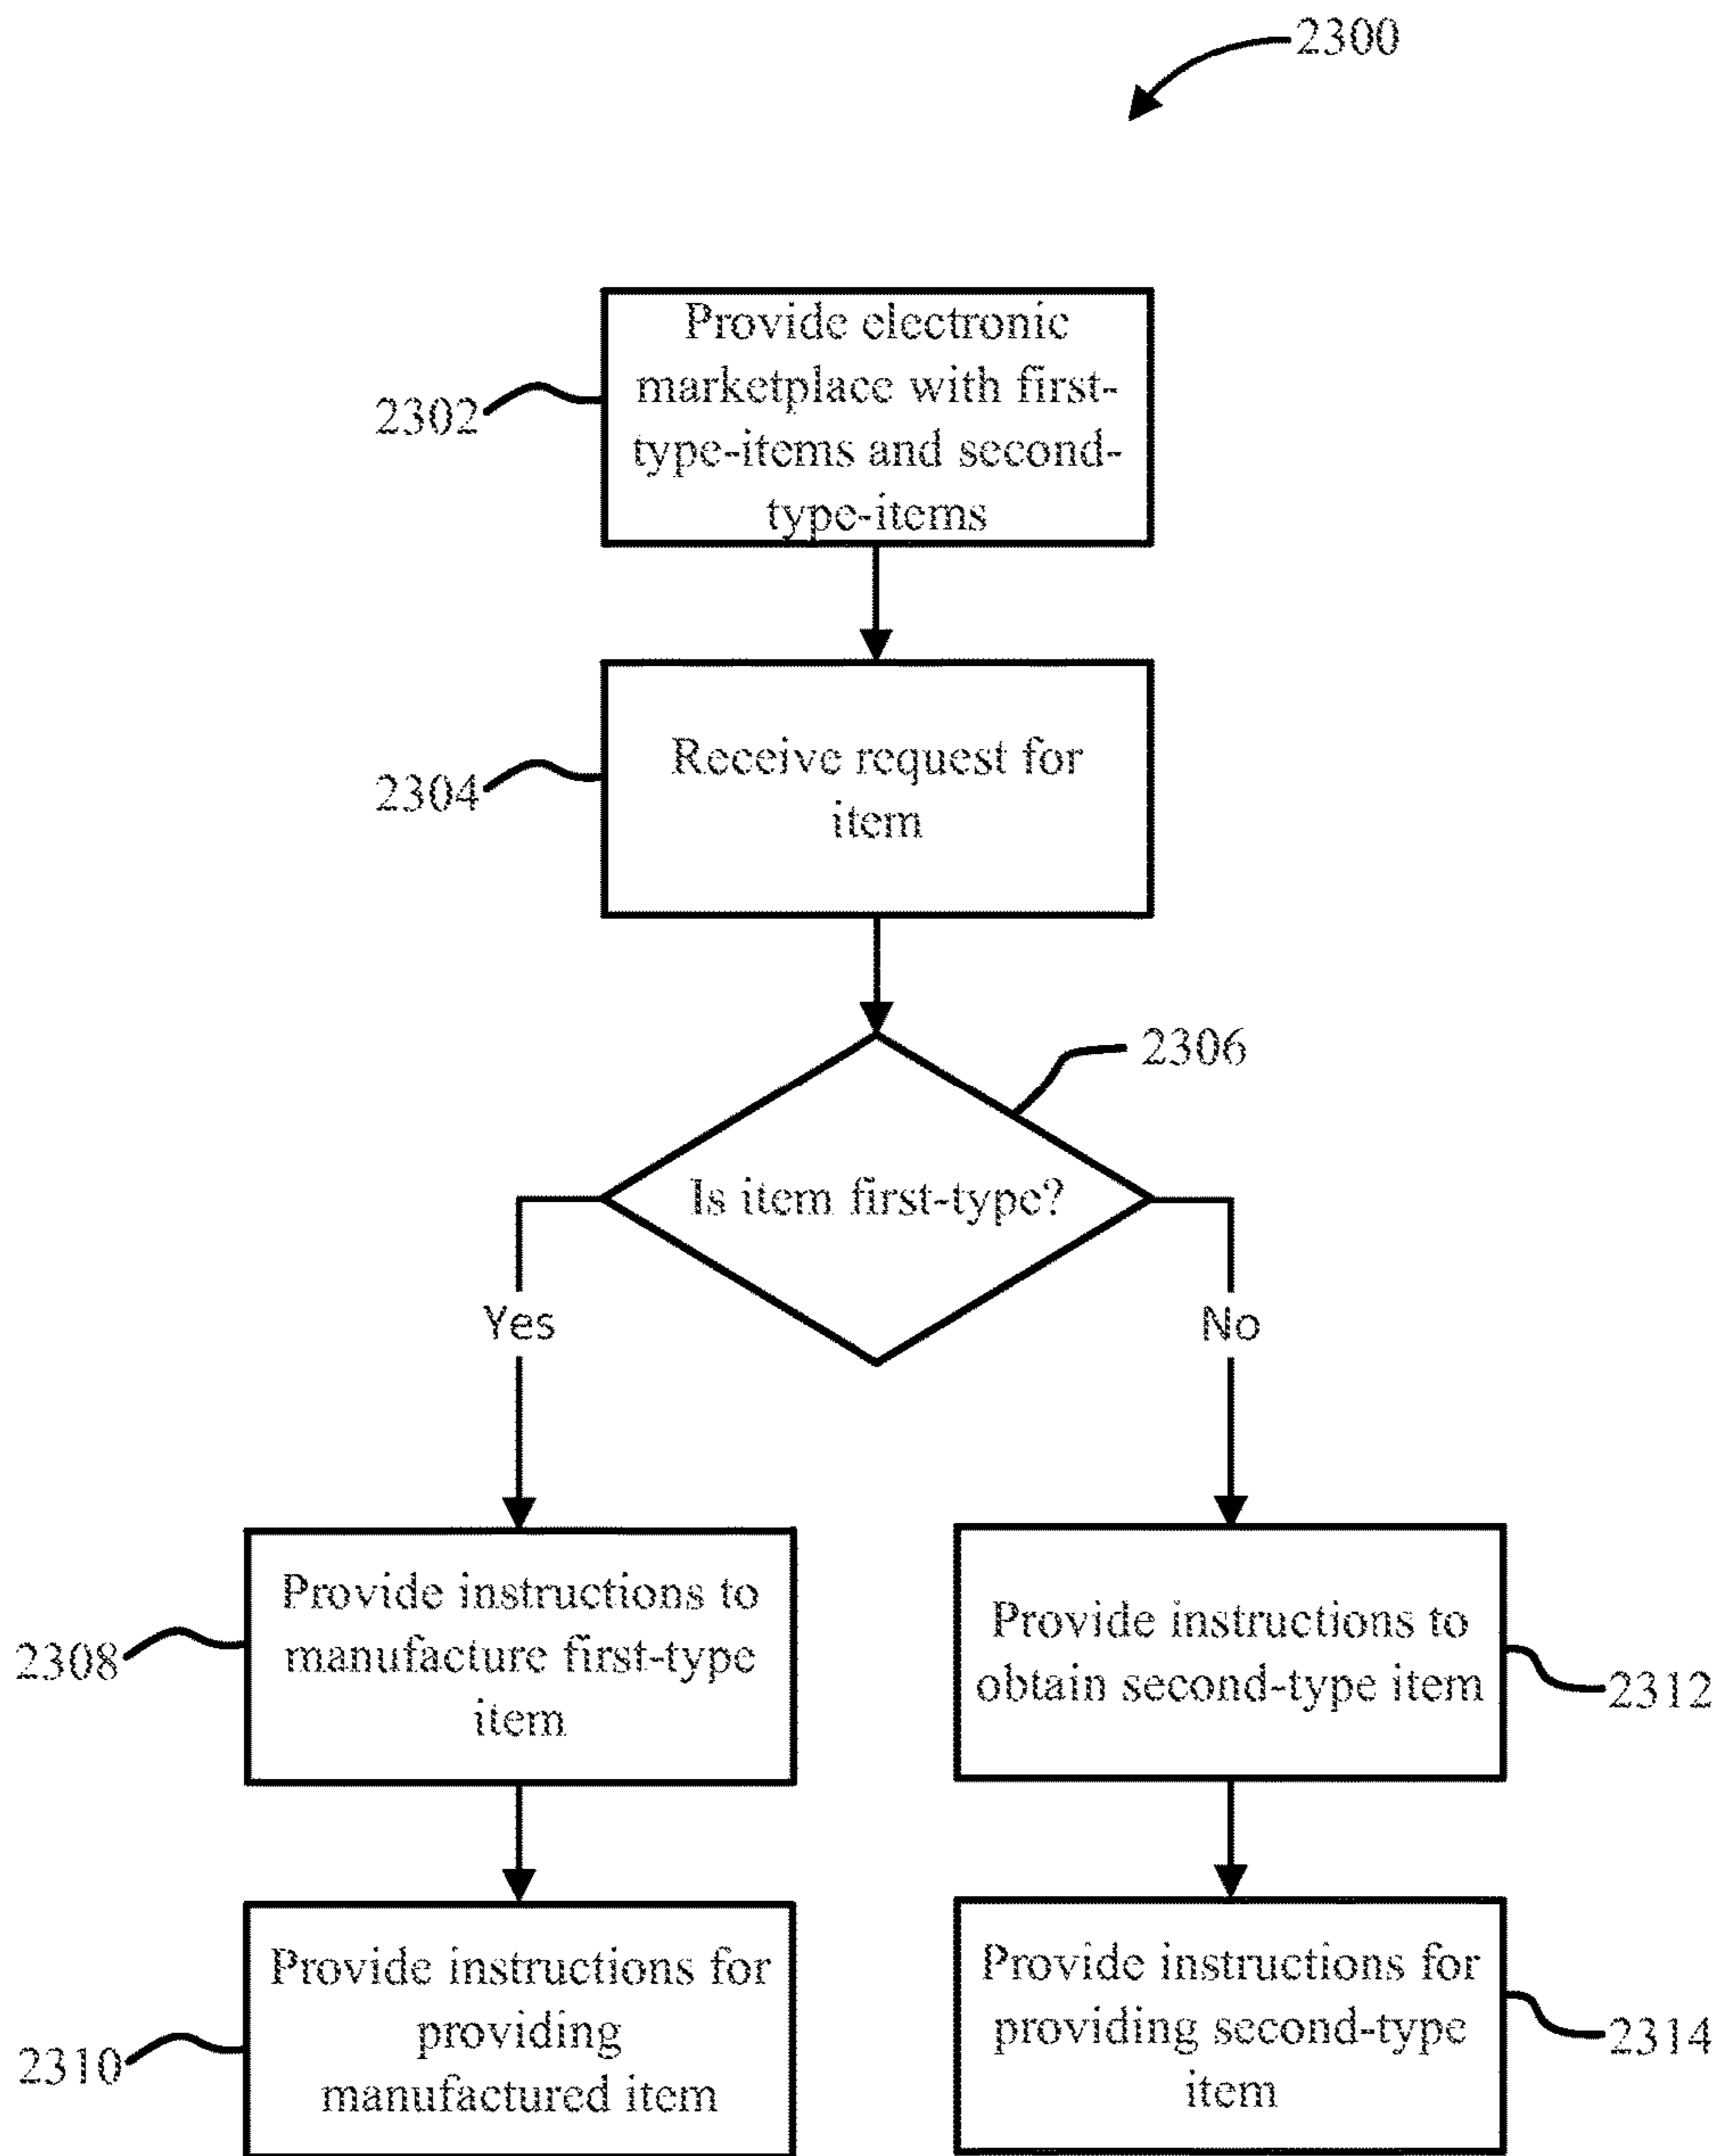 2300
Provide electronic
marketplace with first-
type-items and second-
type-items
2302
Receive request for
item
2304
2306
Is item first-type?
Yes
No
Provide instructions to
manufacture first-type
item
2308
Provide instructions to
obtain second-type item
2312
Provide instructions for
providing
manufactured item
2310
Provide instructions for
providing second-type
item
2314